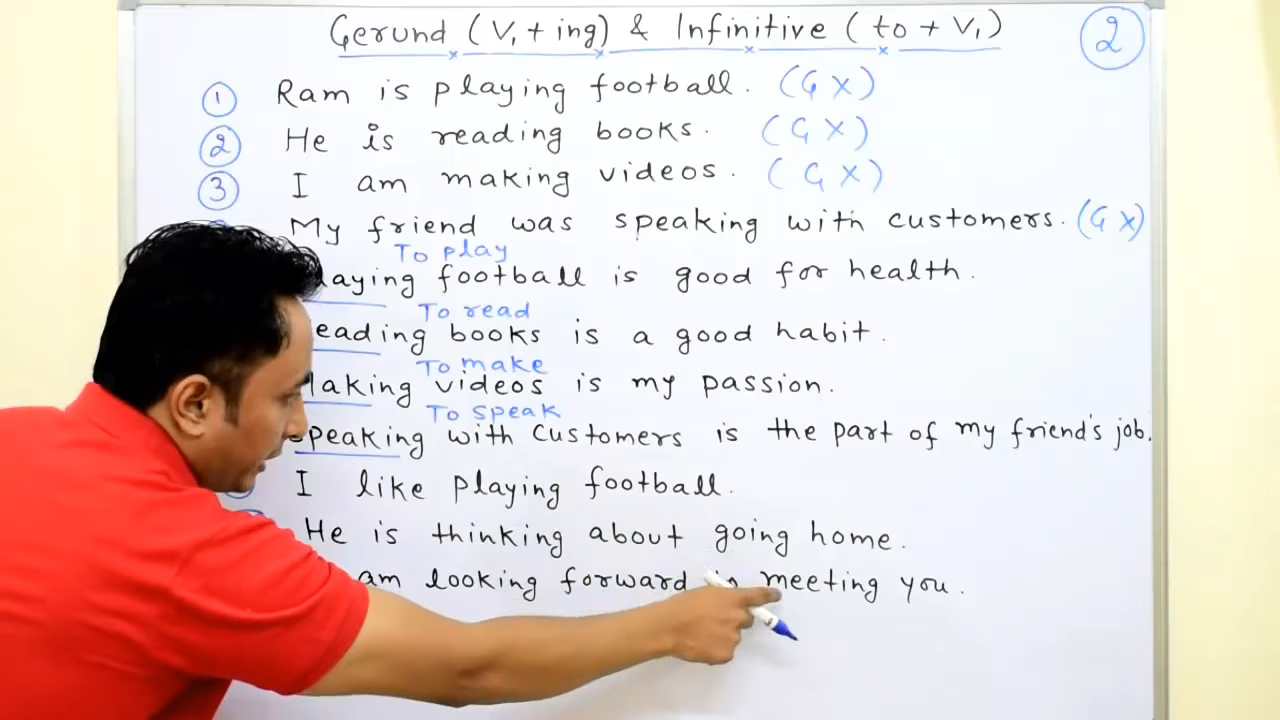 Gerund (V1 + ing) & Infinitive (to + V1)
2
1 Ram is playing football. (G X)
2 He is reading books. (G X)
3 I am making videos. (G X)
My friend was speaking with customers. (G X)
To play
football is good for health.
To read
books is a good habit.
To make
videos is my passion.
To speak
speaking with customers is the part of my friend's job.
I like playing football.
He is thinking about going home.
am looking forward in meeting you.